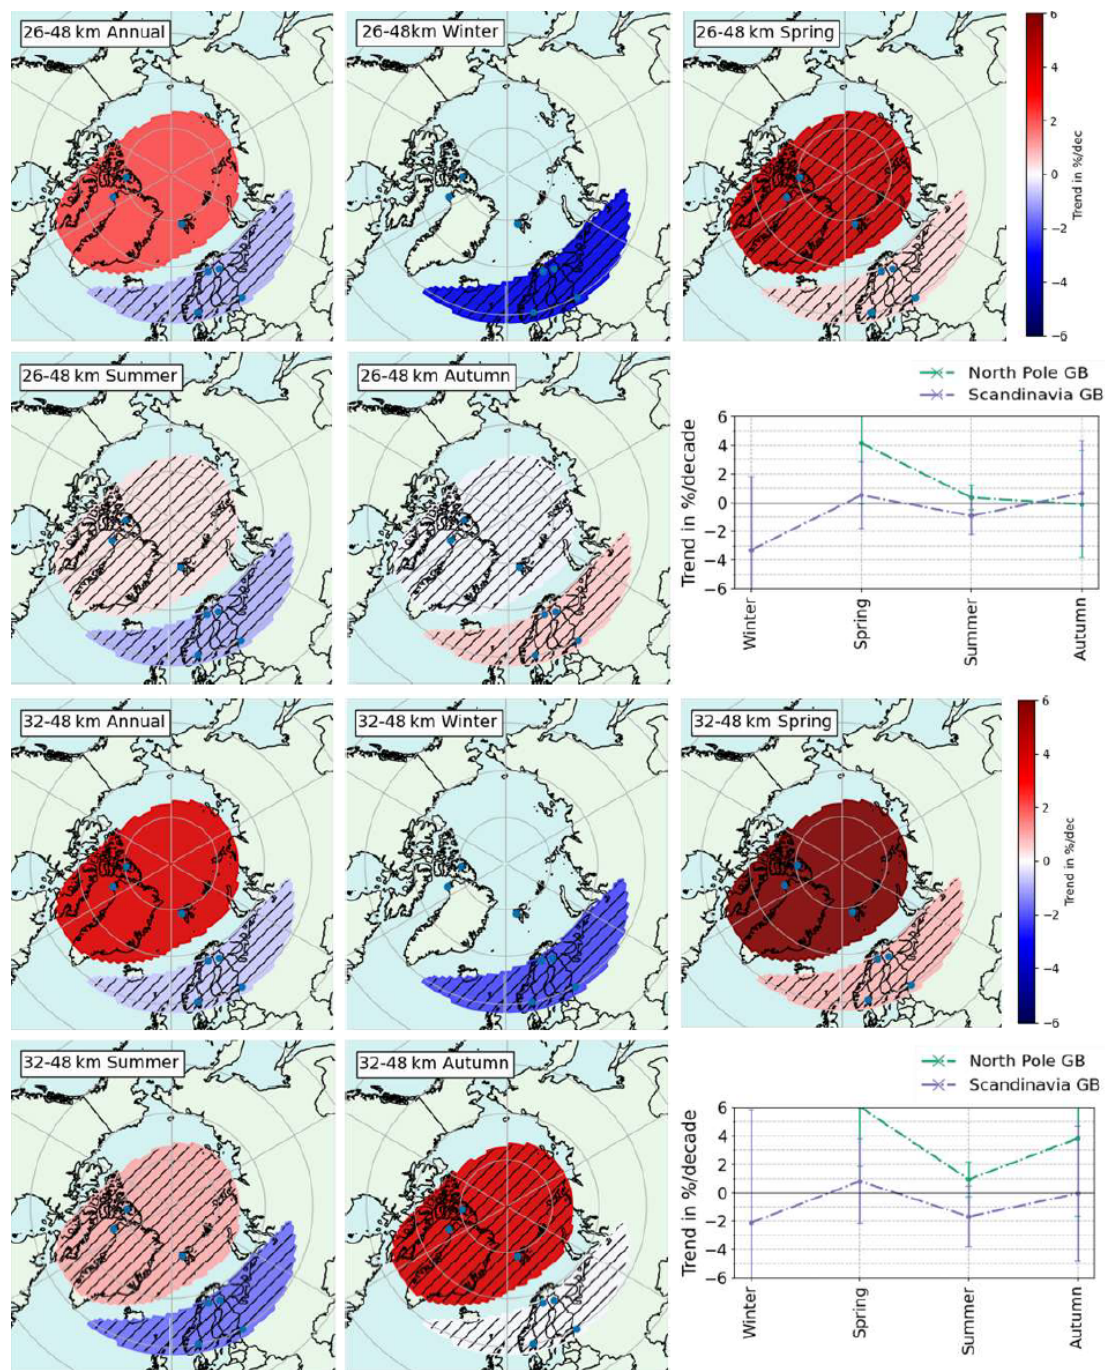 26-48 km Annual
26-48km Winter
26-48 km Spring
6
4
2
0
−2
−4
−6
Trend in %/dec
26-48 km Summer
26-48 km Autumn
North Pole GB
Scandinavia GB
6
4
2
0
−2
−4
−6
Trend in %/decade
Winter
Spring
Summer
Autumn
32-48 km Annual
32-48 km Winter
32-48 km Spring
6
4
2
0
−2
−4
−6
Trend in %/dec
32-48 km Summer
32-48 km Autumn
North Pole GB
Scandinavia GB
6
4
2
0
−2
−4
−6
Trend in %/decade
Winter
Spring
Summer
Autumn